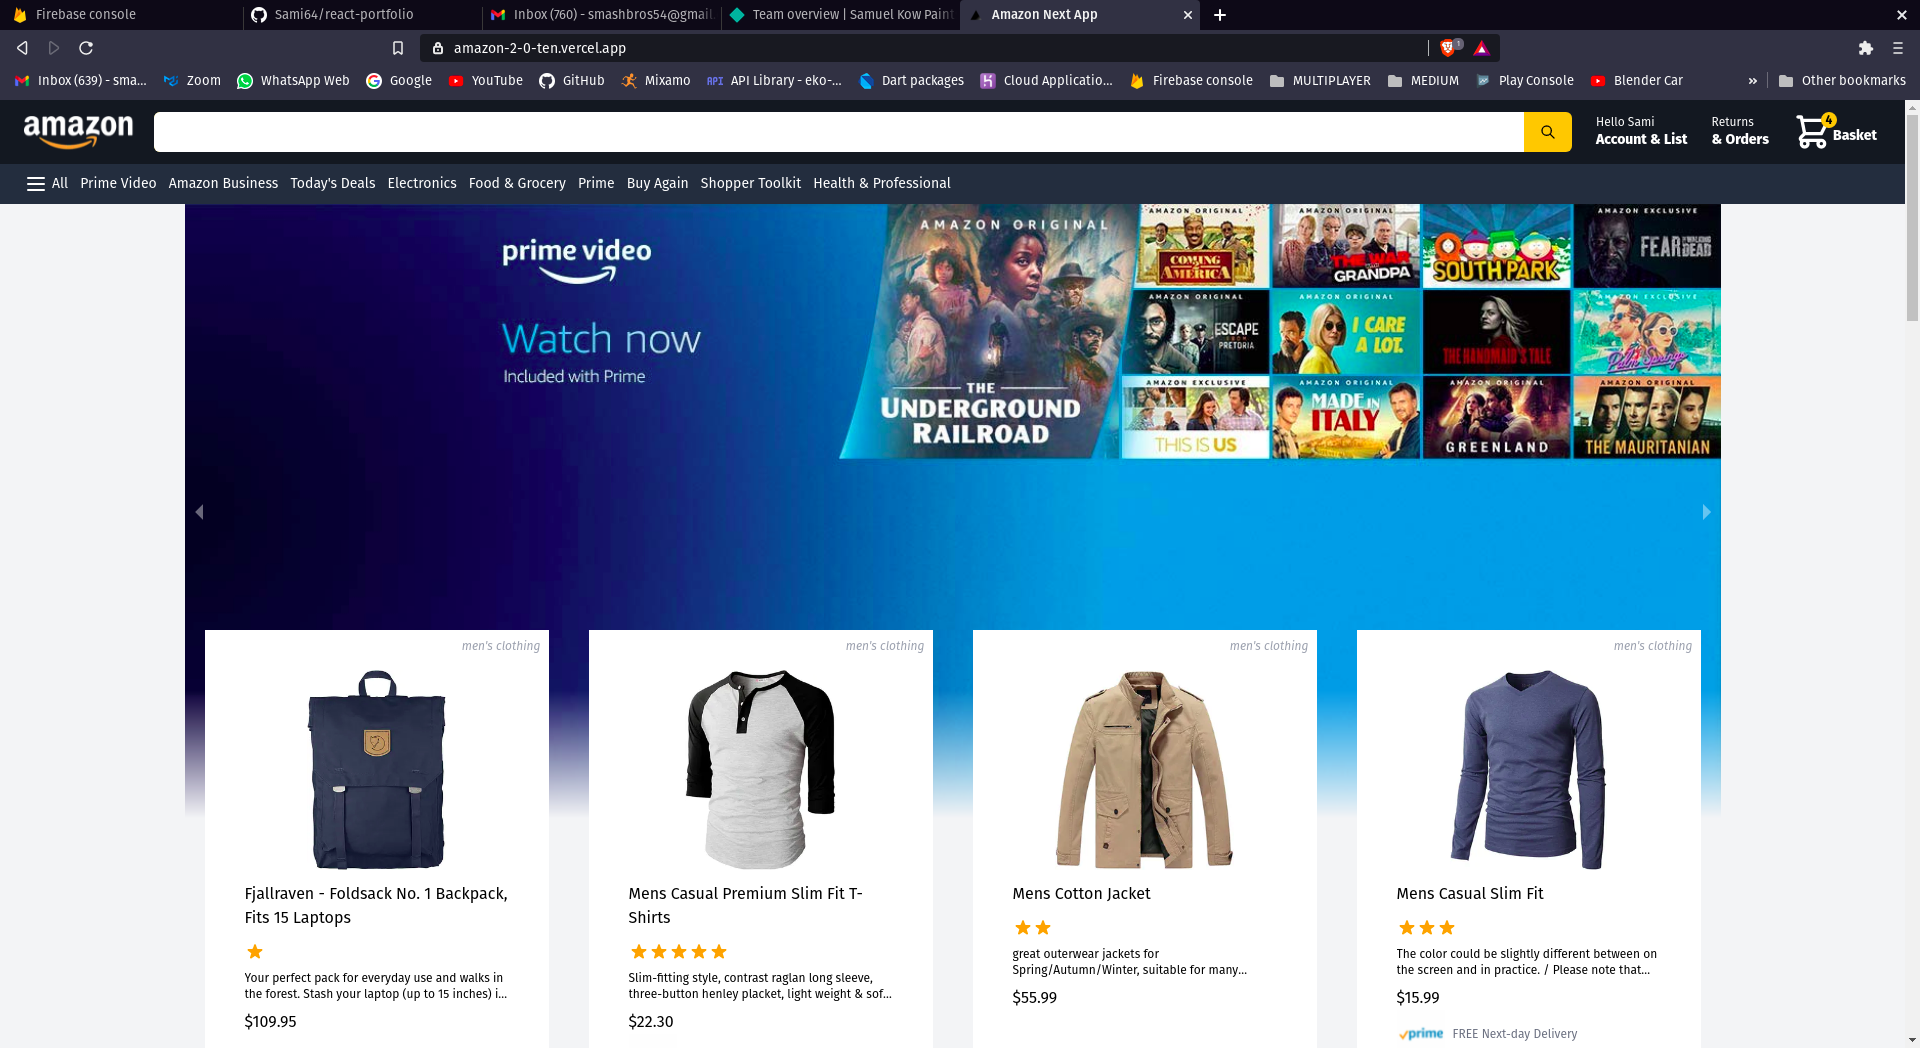 Firebase console
Sami64/react-portfolio
Inbox (760) - smashbros54@gmail.
Team overview | Samuel Kow Paint
Amazon Next App
amazon-2-0-ten.vercel.app
1
Inbox (639) - sma...
Zoom
WhatsApp Web
Google
YouTube
GitHub
Mixamo
API
API Library - eko-...
Dart packages
Cloud Applicatio...
Firebase console
MULTIPLAYER
MEDIUM
Play Console
Blender Car
»
Other bookmarks
amazon
Hello Sami
Account & List
Returns
& Orders
4
Basket
All
Prime Video
Amazon Business
Today's Deals
Electronics
Food & Grocery
Prime
Buy Again
Shopper Toolkit
Health & Professional
prime video
Watch now
Included with Prime
AMAZON ORIGINAL
THE
UNDERGROUND
RAILROAD
AMAZON ORIGINAL
COMING
AMERICA
AMAZON ORIGINAL
THE WAR
GRANDPA
SOUTH PARK
AMAZON EXCLUSIVE
FEAR
DEAD
AMAZON ORIGINAL
ESCAPE
FROM
PRETORIA
AMAZON ORIGINAL
I CARE
A LOT.
THE HANDMAID'S TALE
AMAZON EXCLUSIVE
Palm Springs
AMAZON EXCLUSIVE
THIS IS US
AMAZON ORIGINAL
MADE IN
ITALY
AMAZON ORIGINAL
GREENLAND
AMAZON ORIGINAL
THE MAURITANIAN
men's clothing
Fjallraven - Foldsack No. 1 Backpack,
Fits 15 Laptops
Your perfect pack for everyday use and walks in
the forest. Stash your laptop (up to 15 inches) i...
$109.95
men's clothing
Mens Casual Premium Slim Fit T-
Shirts
Slim-fitting style, contrast raglan long sleeve,
three-button henley placket, light weight & sof...
$22.30
men's clothing
Mens Cotton Jacket
great outerwear jackets for
Spring/Autumn/Winter, suitable for many...
$55.99
men's clothing
Mens Casual Slim Fit
The color could be slightly different between on
the screen and in practice. / Please note that...
$15.99
prime
FREE Next-day Delivery